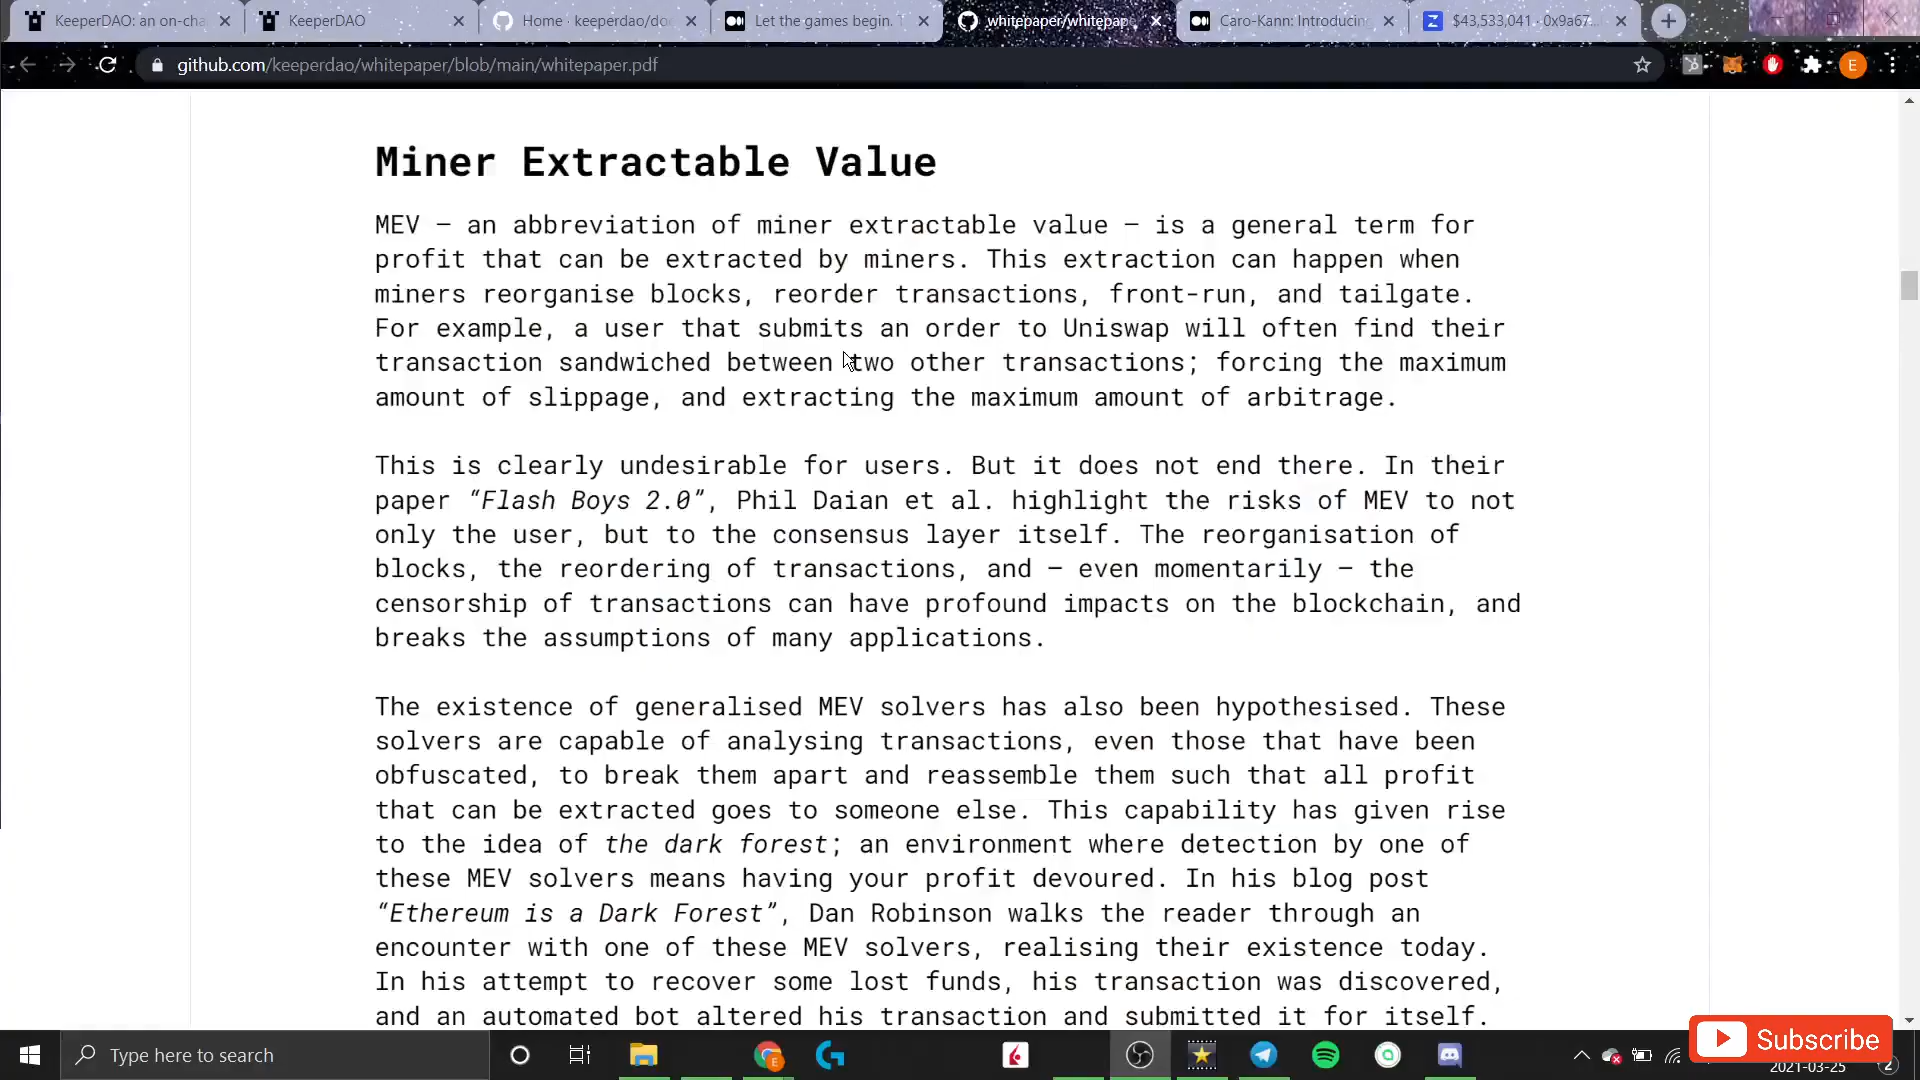 KeeperDAO: an on-cha
KeeperDAO
Home · keeperdao/do
Let the games begin. T
whitepaper/whitepap
Caro-Kann: Introducin
$43,533,041 · 0x9a67...
github.com/keeperdao/whitepaper/blob/main/whitepaper.pdf
E
Miner Extractable Value
MEV — an abbreviation of miner extractable value — is a general term for
profit that can be extracted by miners. This extraction can happen when
miners reorganise blocks, reorder transactions, front-run, and tailgate.
For example, a user that submits an order to Uniswap will often find their
transaction sandwiched between two other transactions; forcing the maximum
amount of slippage, and extracting the maximum amount of arbitrage.
This is clearly undesirable for users. But it does not end there. In their
paper “Flash Boys 2.0”, Phil Daian et al. highlight the risks of MEV to not
only the user, but to the consensus layer itself. The reorganisation of
blocks, the reordering of transactions, and — even momentarily — the
censorship of transactions can have profound impacts on the blockchain, and
breaks the assumptions of many applications.
The existence of generalised MEV solvers has also been hypothesised. These
solvers are capable of analysing transactions, even those that have been
obfuscated, to break them apart and reassemble them such that all profit
that can be extracted goes to someone else. This capability has given rise
to the idea of the dark forest; an environment where detection by one of
these MEV solvers means having your profit devoured. In his blog post
“Ethereum is a Dark Forest”, Dan Robinson walks the reader through an
encounter with one of these MEV solvers, realising their existence today.
In his attempt to recover some lost funds, his transaction was discovered,
and an automated bot altered his transaction and submitted it for itself.
Subscribe
Type here to search
2021-03-25
2